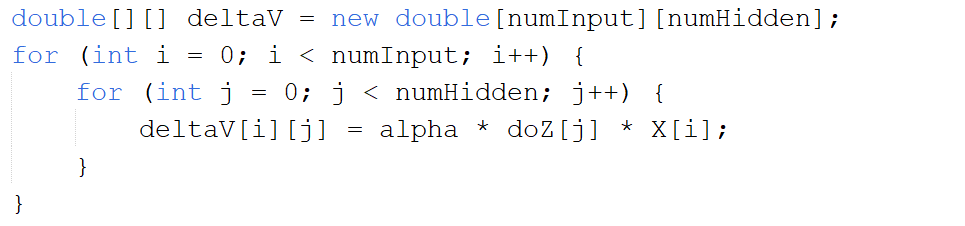 double[][] deltaV = new double[numInput][numHidden];
for (int i = 0; i < numInput; i++) {
    for (int j = 0; j < numHidden; j++) {
        deltaV[i][j] = alpha * doZ[j] * X[i];
    }
}